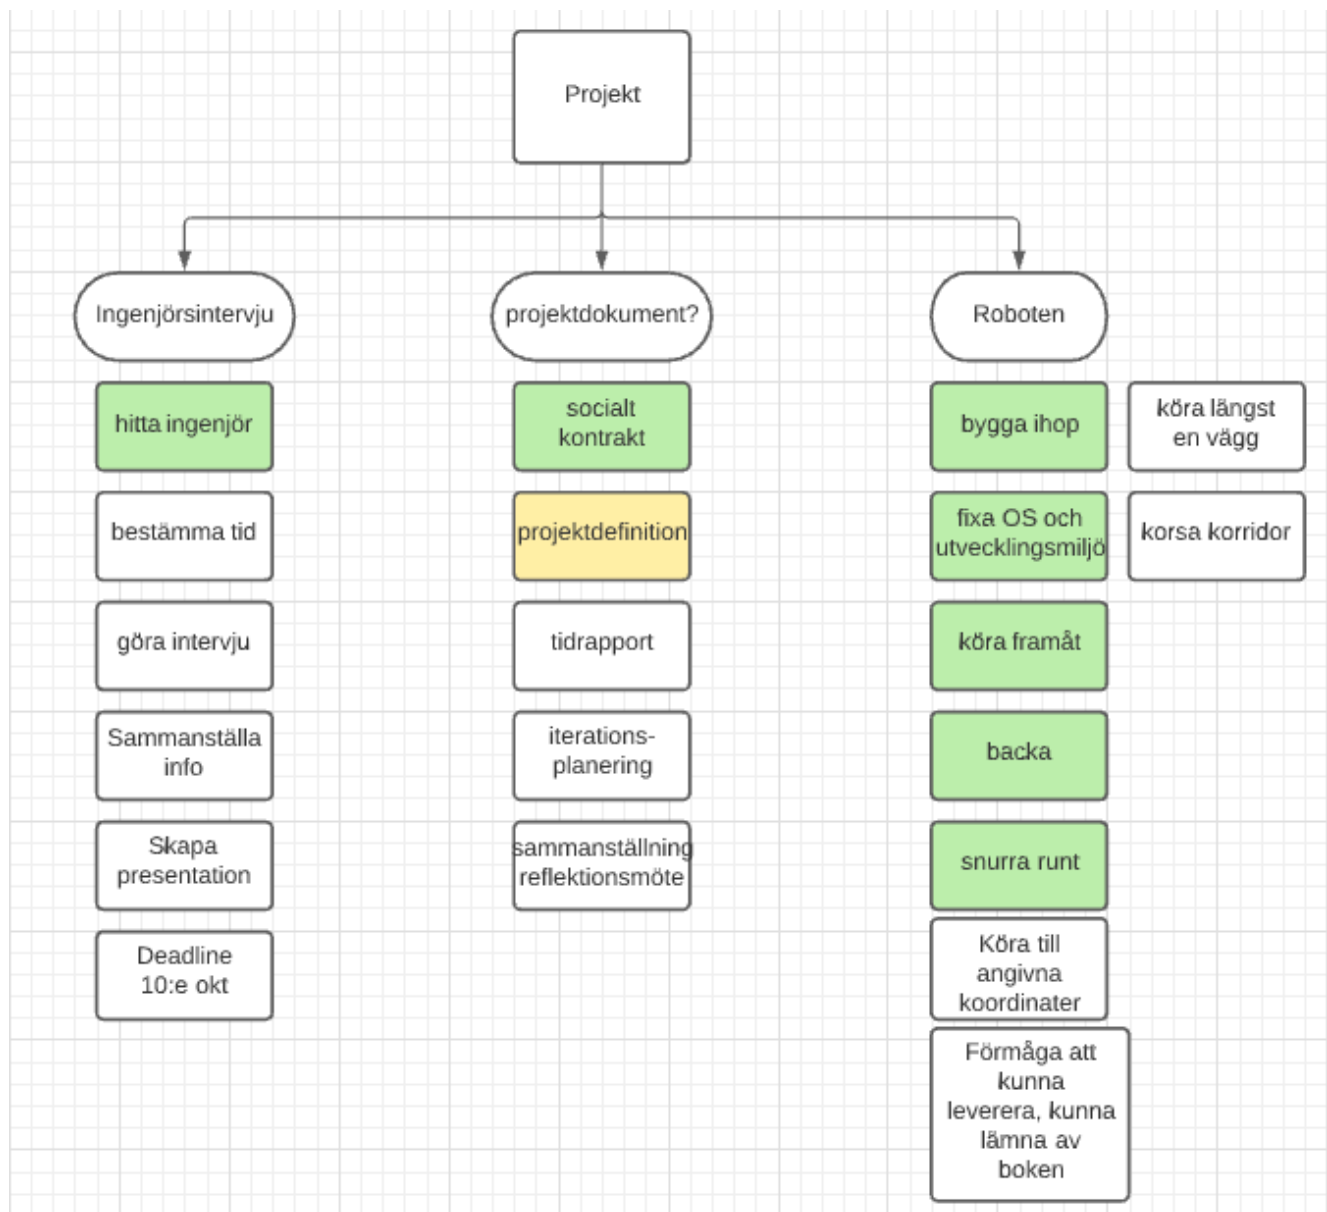 Projekt
Ingenjörsintervju
hitta ingenjör
bestämma tid
göra intervju
Sammanställa
info
Skapa
presentation
Deadline
10:e okt
projektdokument?
socialt
kontrakt
projektdefinition
tidrapport
iterations-
planering
sammanställning
reflektionsmöte
Roboten
bygga ihop
fixa OS och
utvecklingsmiljö
köra framåt
backa
snurra runt
Köra till
angivna
koordinater
Förmåga att
kunna
leverera, kunna
lämna av
boken
köra längst
en vägg
korsa korridor